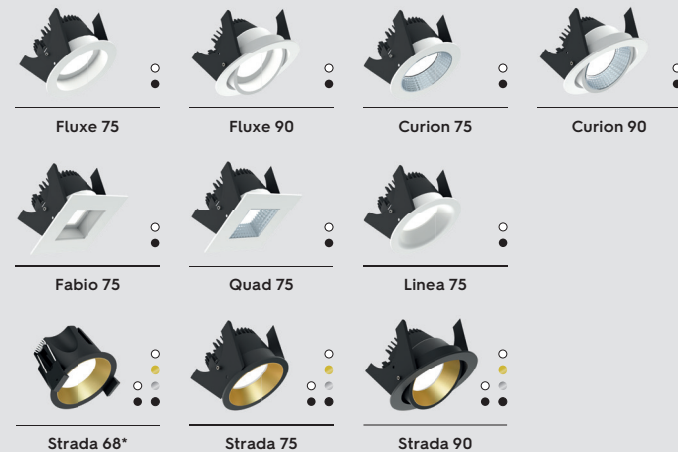 Fluxe 75
Fluxe 90
Curion 75
Curion 90
Fabio 75
Quad 75
Linea 75
Strada 68*
Strada 75
Strada 90